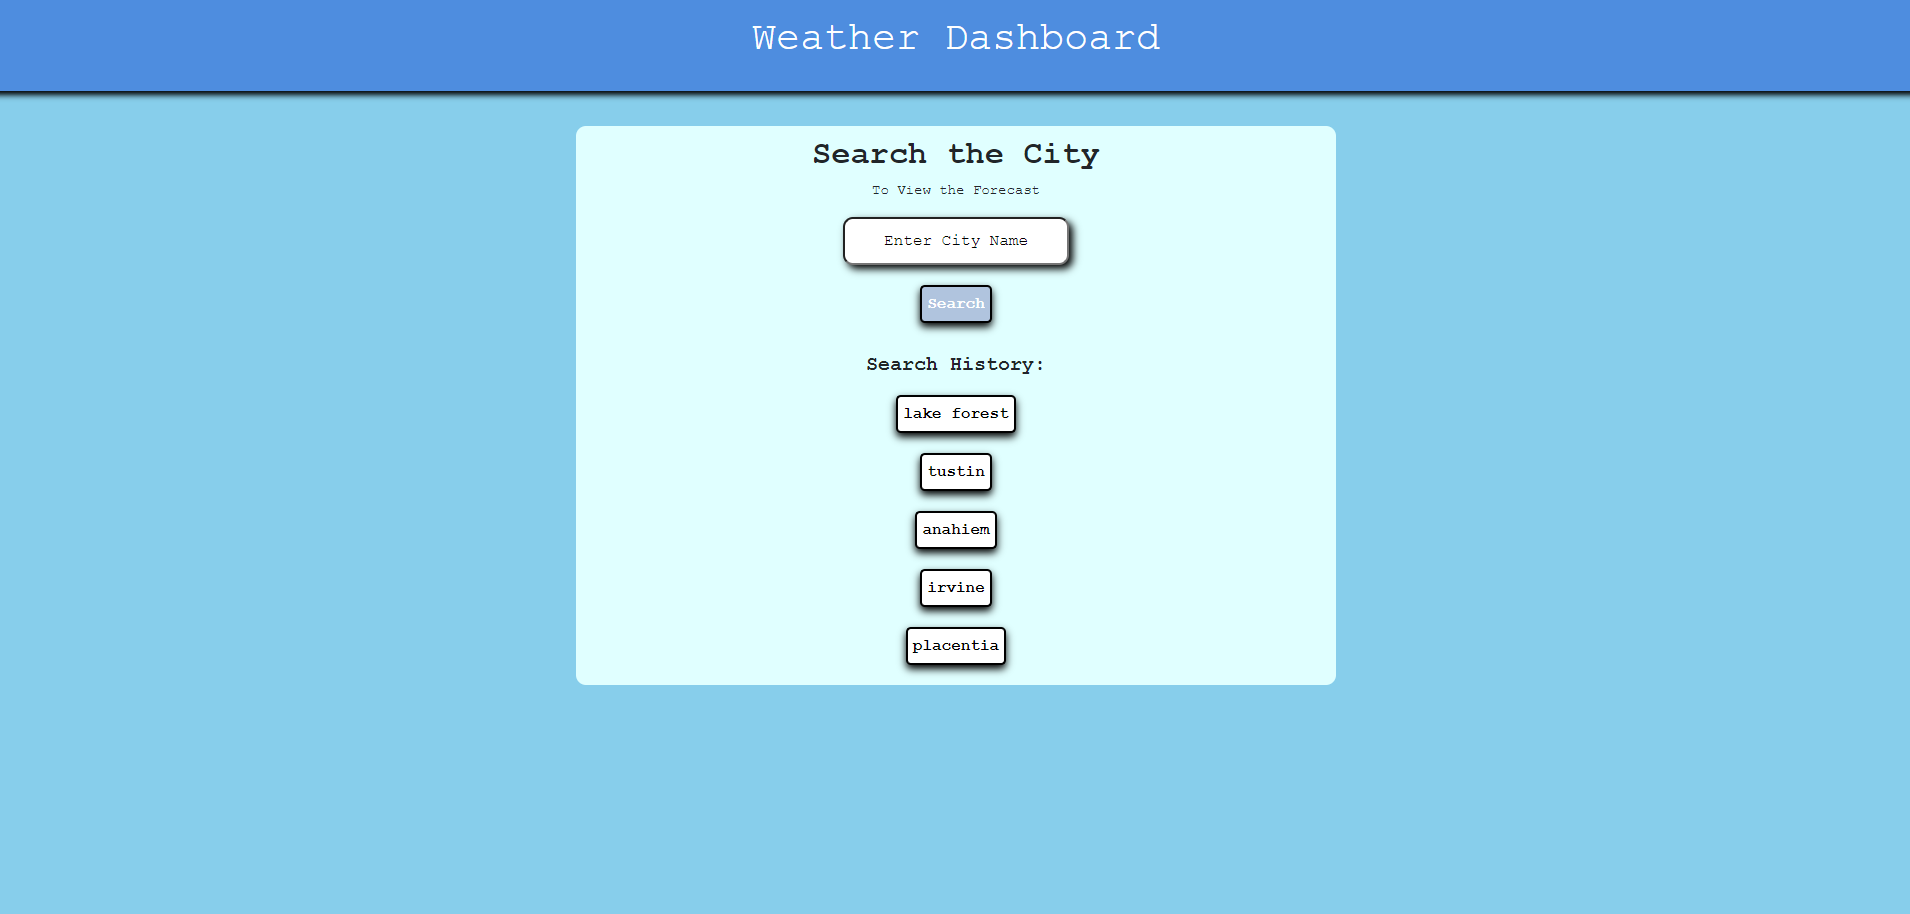 Weather Dashboard
Search the City
To View the Forecast
Enter City Name
Search
Search History:
lake forest
tustin
anahiem
irvine
placentia